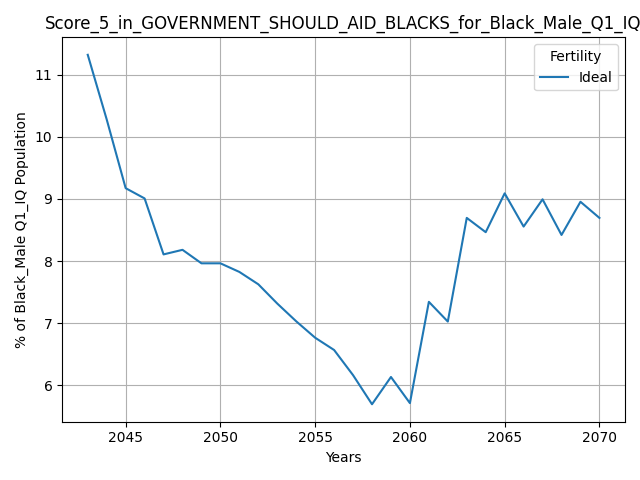 Score_5_in_GOVERNMENT_SHOULD_AID_BLACKS_for_Black_Male_Q1_IQ
Fertility
Ideal
% of Black_Male Q1_IQ Population
11
10
9
8
7
6
2045 2050 2055 2060 2065 2070
Years